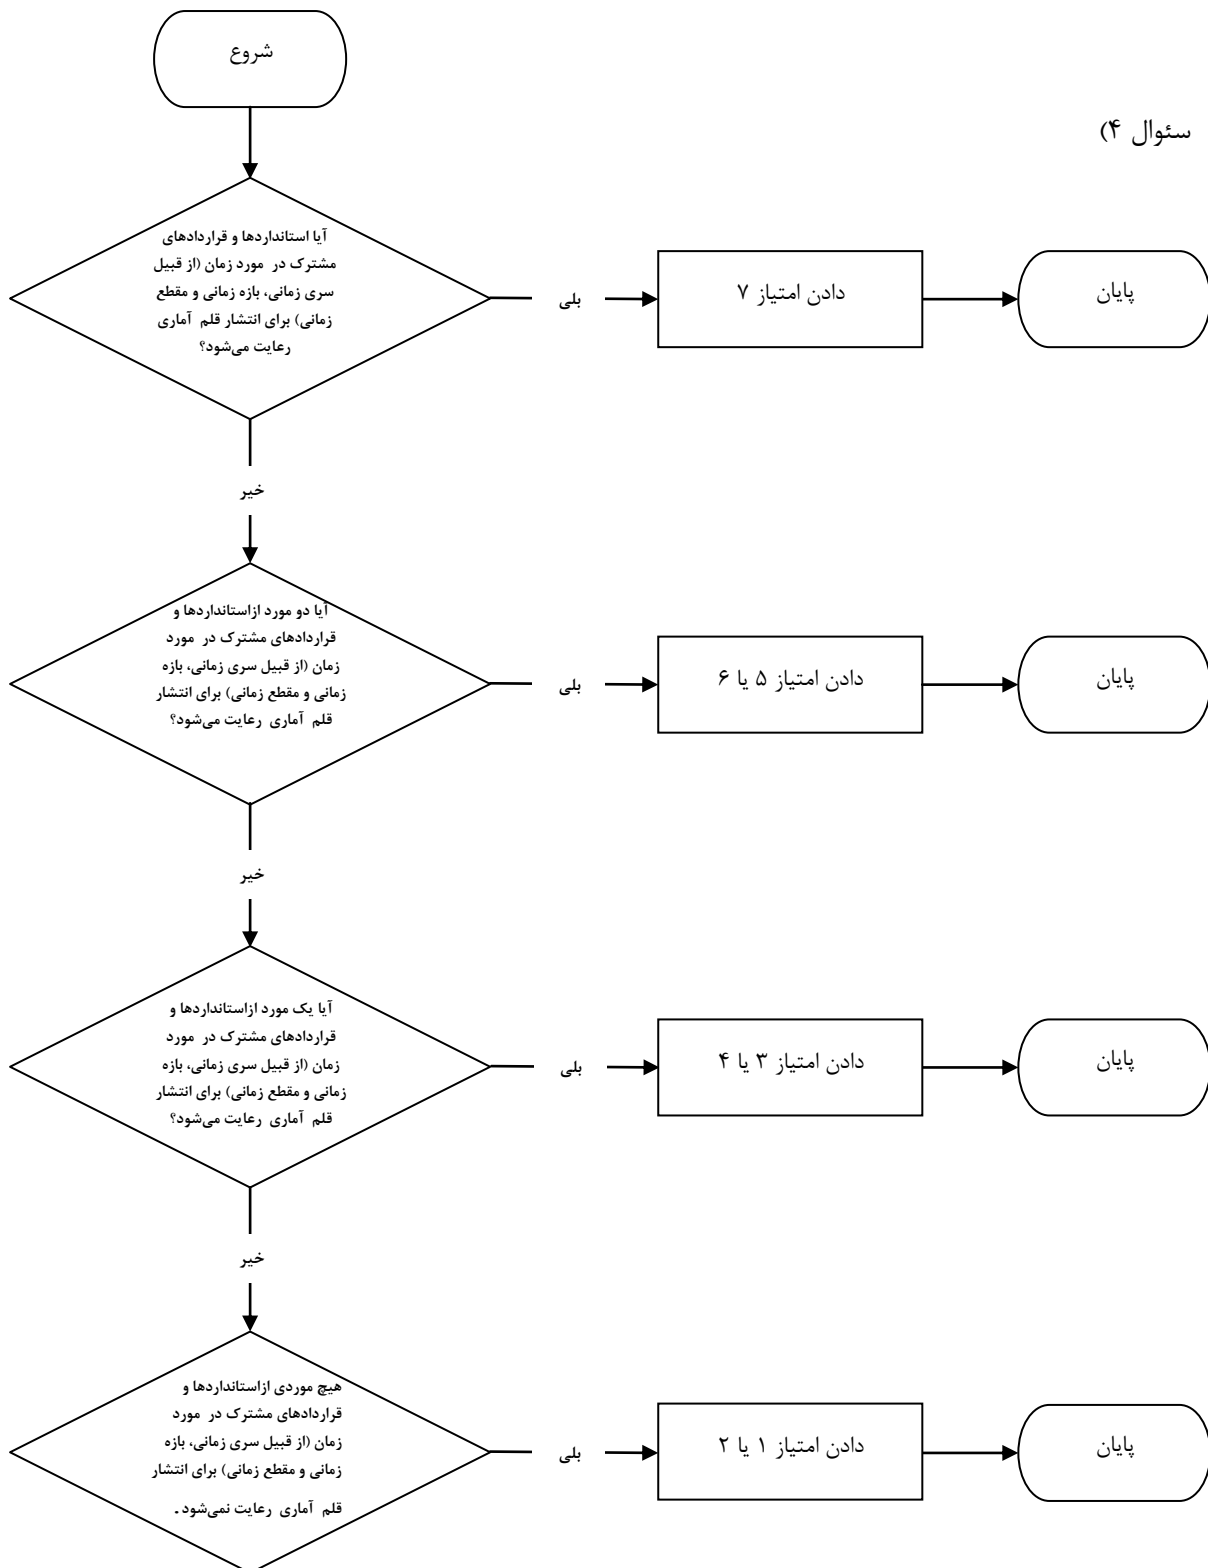 شروع
سئوال ۴)
آیا استانداردها و قراردادهای
مشترک در مورد زمان (از قبیل
سری زمانی، بازه زمانی و مقطع
زمانی) برای انتشار قلم آماری
رعایت می‌شود؟
بلی
دادن امتیاز ۷
پایان
خیر
آیا دو مورد ازاستانداردها و
قراردادهای مشترک در مورد
زمان (از قبیل سری زمانی، بازه
زمانی و مقطع زمانی) برای انتشار
قلم آماری رعایت می‌شود؟
بلی
دادن امتیاز ۵ یا ۶
پایان
خیر
آیا یک مورد ازاستانداردها و
قراردادهای مشترک در مورد
زمان (از قبیل سری زمانی، بازه
زمانی و مقطع زمانی) برای انتشار
قلم آماری رعایت می‌شود؟
بلی
دادن امتیاز ۳ یا ۴
پایان
خیر
هیچ موردی ازاستانداردها و
قراردادهای مشترک در مورد
زمان (از قبیل سری زمانی، بازه
زمانی و مقطع زمانی) برای انتشار
قلم آماری رعایت نمی‌شود.
بلی
دادن امتیاز ۱ یا ۲
پایان